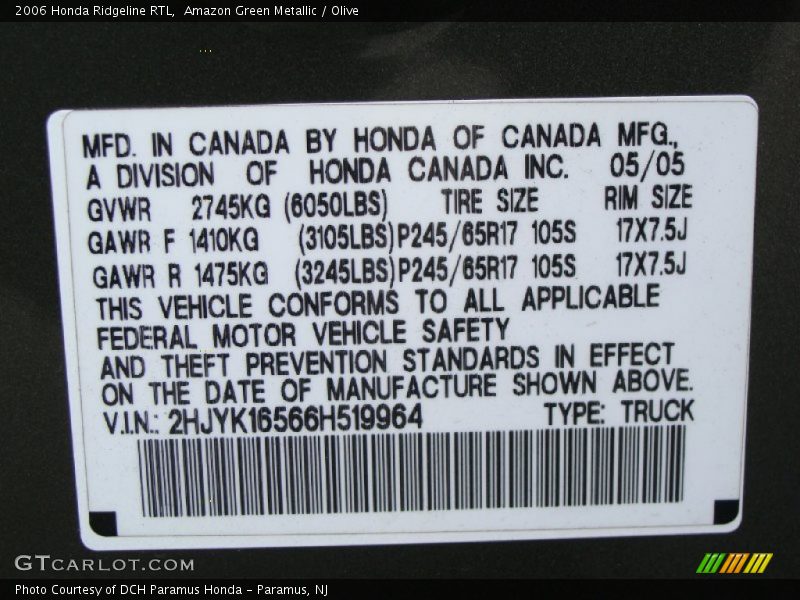 2006 Honda Ridgeline RTL, Amazon Green Metallic / Olive
MFD. IN CANADA BY HONDA OF CANADA MFG.,
A DIVISION OF HONDA CANADA INC. 05/05
GVWR 2745KG (6050LBS) TIRE SIZE RIM SIZE
GAWR F 1410KG (3105LBS) P245/65R17 105S 17X7.5J
GAWR R 1475KG (3245LBS) P245/65R17 105S 17X7.5J
THIS VEHICLE CONFORMS TO ALL APPLICABLE
FEDERAL MOTOR VEHICLE SAFETY
AND THEFT PREVENTION STANDARDS IN EFFECT
ON THE DATE OF MANUFACTURE SHOWN ABOVE.
V.I.N.: 2HJYK16566H519964 TYPE: TRUCK
GTCARLOT.COM
Photo Courtesy of DCH Paramus Honda - Paramus, NJ